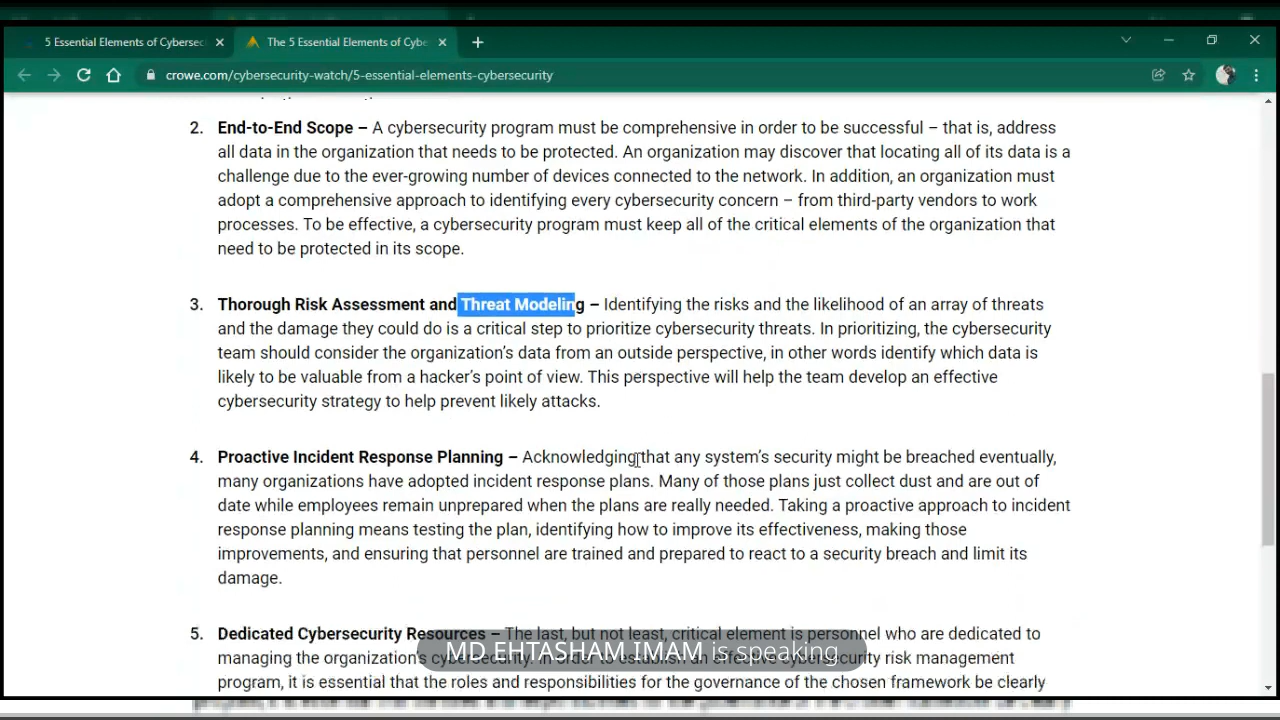 5 Essential Elements of Cybersec
The 5 Essential Elements of Cybe
crowe.com/cybersecurity-watch/5-essential-elements-cybersecurity
2. End-to-End Scope – A cybersecurity program must be comprehensive in order to be successful – that is, address
all data in the organization that needs to be protected. An organization may discover that locating all of its data is a
challenge due to the ever-growing number of devices connected to the network. In addition, an organization must
adopt a comprehensive approach to identifying every cybersecurity concern – from third-party vendors to work
processes. To be effective, a cybersecurity program must keep all of the critical elements of the organization that
need to be protected in its scope.
3. Thorough Risk Assessment and Threat Modeling – Identifying the risks and the likelihood of an array of threats
and the damage they could do is a critical step to prioritize cybersecurity threats. In prioritizing, the cybersecurity
team should consider the organization's data from an outside perspective, in other words identify which data is
likely to be valuable from a hacker's point of view. This perspective will help the team develop an effective
cybersecurity strategy to help prevent likely attacks.
4. Proactive Incident Response Planning – Acknowledging that any system's security might be breached eventually,
many organizations have adopted incident response plans. Many of those plans just collect dust and are out of
date while employees remain unprepared when the plans are really needed. Taking a proactive approach to incident
response planning means testing the plan, identifying how to improve its effectiveness, making those
improvements, and ensuring that personnel are trained and prepared to react to a security breach and limit its
damage.
5. Dedicated Cybersecurity Resources – The last, but not least, critical element is personnel who are dedicated to
managing the organization's cybersecurity. In order to establish an effective cybersecurity risk management
MD EHTASHAM IMAM is speaking
program, it is essential that the roles and responsibilities for the governance of the chosen framework be clearly